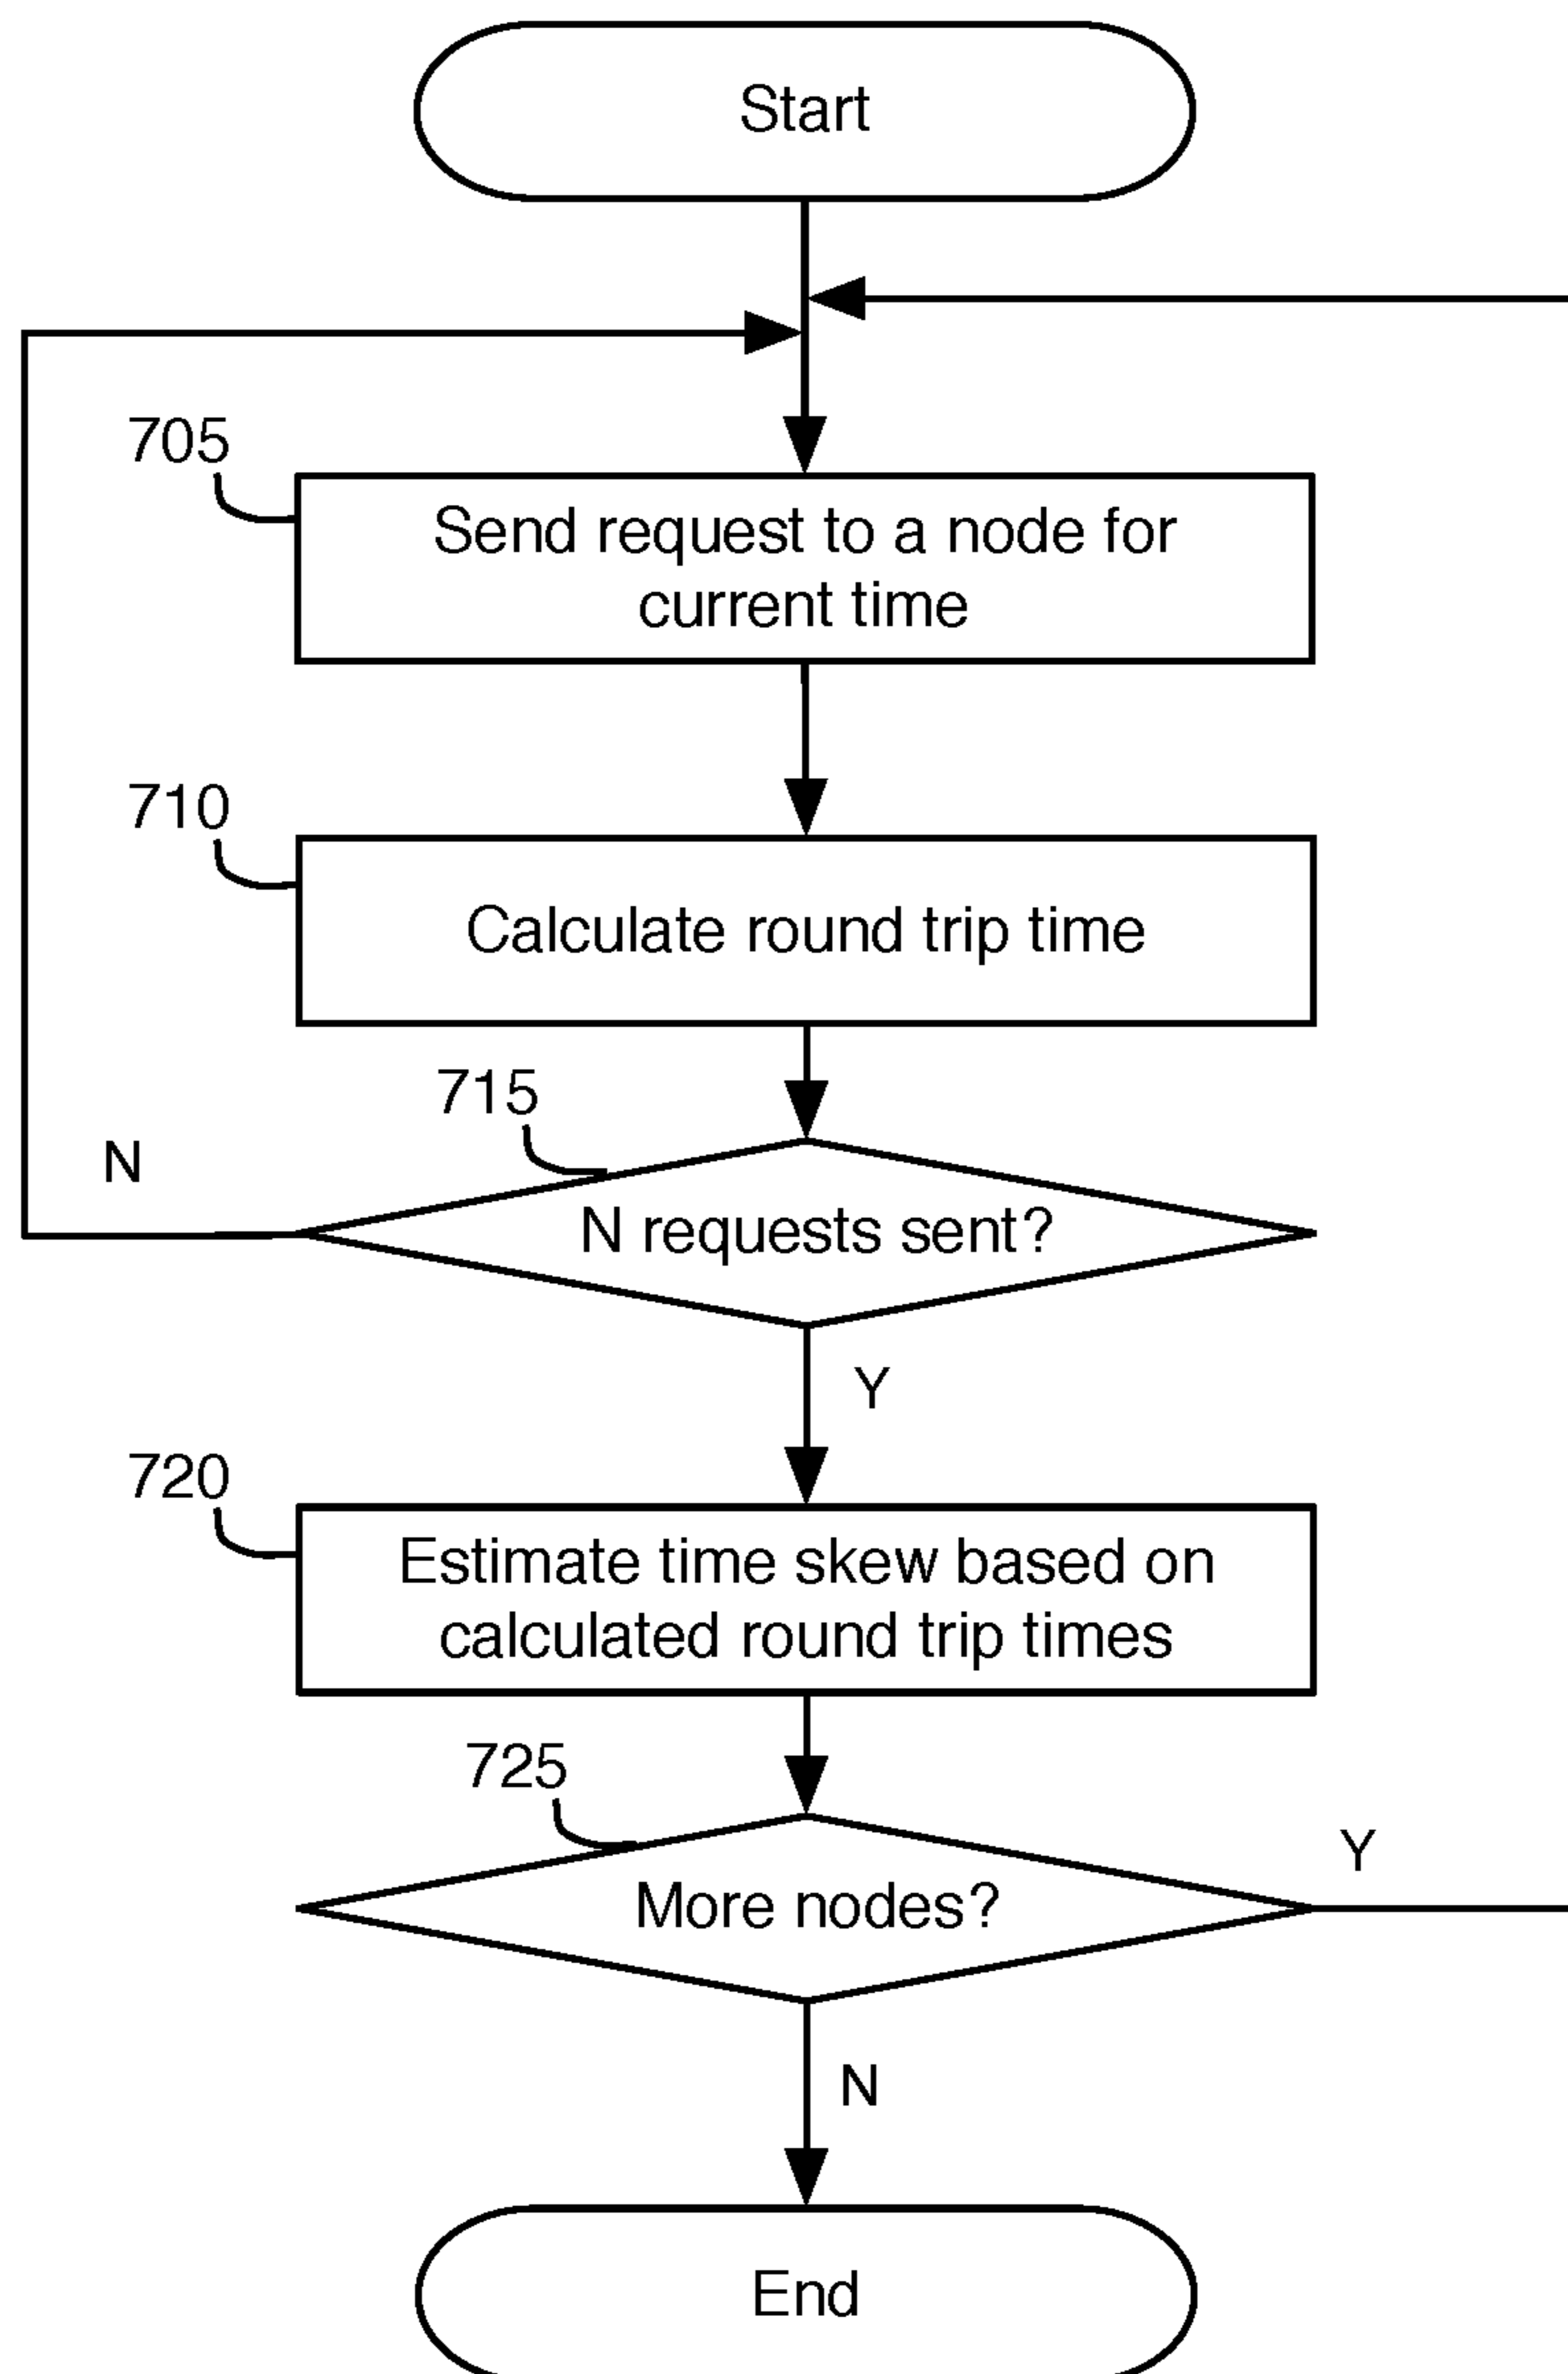 Start
705
Send request to a node for
current time
710
Calculate round trip time
715
N
N requests sent?
Y
720
Estimate time skew based on
calculated round trip times
725
Y
More nodes?
N
End